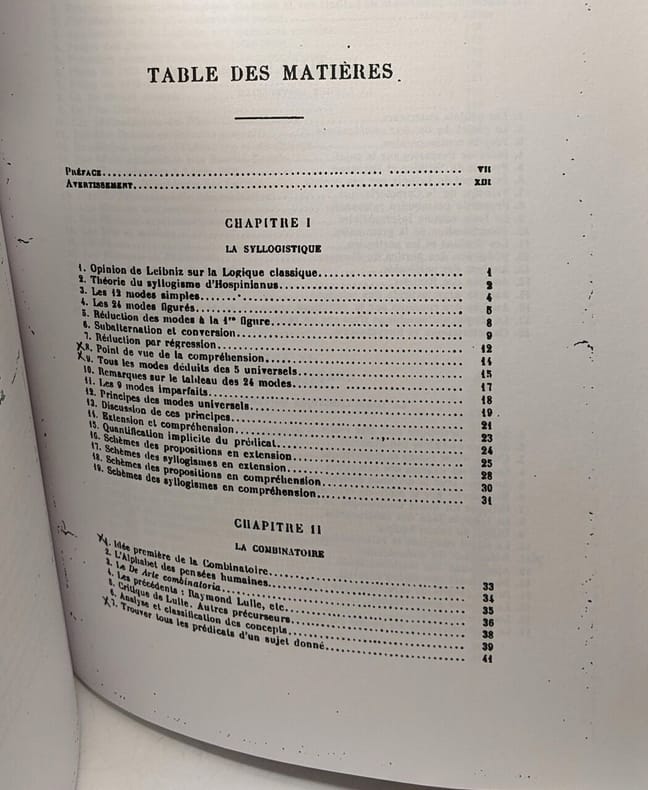 TABLE DES MATIÈRES.
PRÉFACE.......... VII
AVERTISSEMENT.......... XIII
CHAPITRE I
LA SYLLOGISTIQUE
1. Opinion de Leibniz sur la Logique classique.......... 1
2. Théorie du syllogisme d'Hospinianus.......... 2
3. Les 12 modes simples.......... 4
4. Les 24 modes figurés.......... 5
5. Réduction des modes à la 1re figure.......... 8
6. Subalternation et conversion.......... 9
7. Réduction par régression.......... 12
8. Point de vue de la compréhension.......... 14
9. Tous les modes déduits des 5 universels.......... 15
10. Remarques sur le tableau des 24 modes.......... 17
11. Les 9 modes imparfaits.......... 18
12. Principes des modes universels.......... 19
13. Discussion de ces principes.......... 21
14. Extension et compréhension.......... 23
15. Quantification implicite du prédicat.......... 24
16. Schèmes des propositions en extension.......... 25
17. Schèmes des syllogismes en extension.......... 28
18. Schèmes des propositions en compréhension.......... 30
19. Schèmes des syllogismes en compréhension.......... 31
CHAPITRE II
LA COMBINATOIRE
1. Idée première de la Combinatoire.......... 33
2. L'Alphabet des pensées humaines.......... 34
3. Le De Arte combinatoria.......... 35
4. Les précédents : Raymond Lulle, etc.......... 36
5. Critique de Lulle. Autres précurseurs.......... 38
6. Analyse et classification des concepts.......... 39
7. Trouver tous les prédicats d'un sujet donné.......... 41